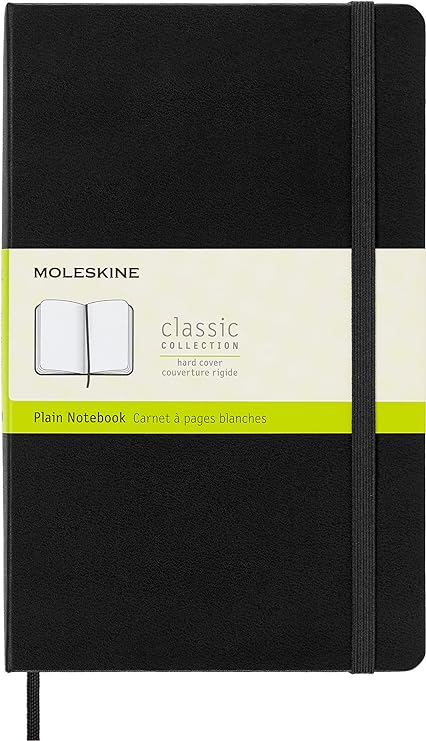 MOLESKINE
classic
COLLECTION
hard cover
couverture rigide
Plain Notebook Carnet à pages blanches